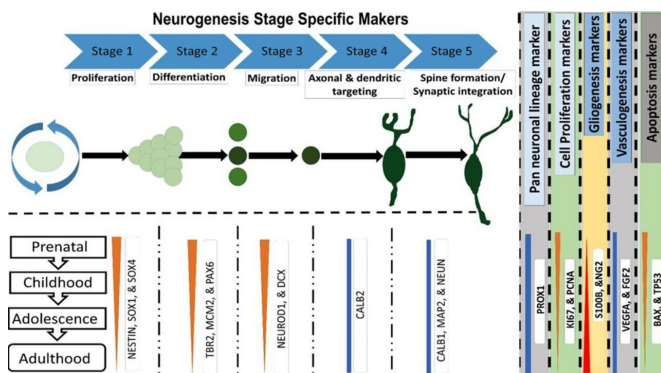 Neurogenesis Stage Specific Makers
Stage 1
Stage 2
Stage 3
Stage 4
Stage 5
Proliferation
Differentiation
Migration
Axonal & dendritic
targeting
Spine formation/
Synaptic integration
Prenatal
Childhood
Adolescence
Adulthood
NESTIN, SOX1, & SOX4
TBR2, MCM2, & PAX6
NEUROD1, & DCX
CALB2
CALB1, MAP2, & NEUN
Pan neuronal lineage marker
Cell Proliferation markers
Gliogenesis markers
Vasculogenesis markers
Apoptosis markers
PROX1
KI67, & PCNA
S100B, &NG2
VEGFA, & FGF2
BAX, & TP53